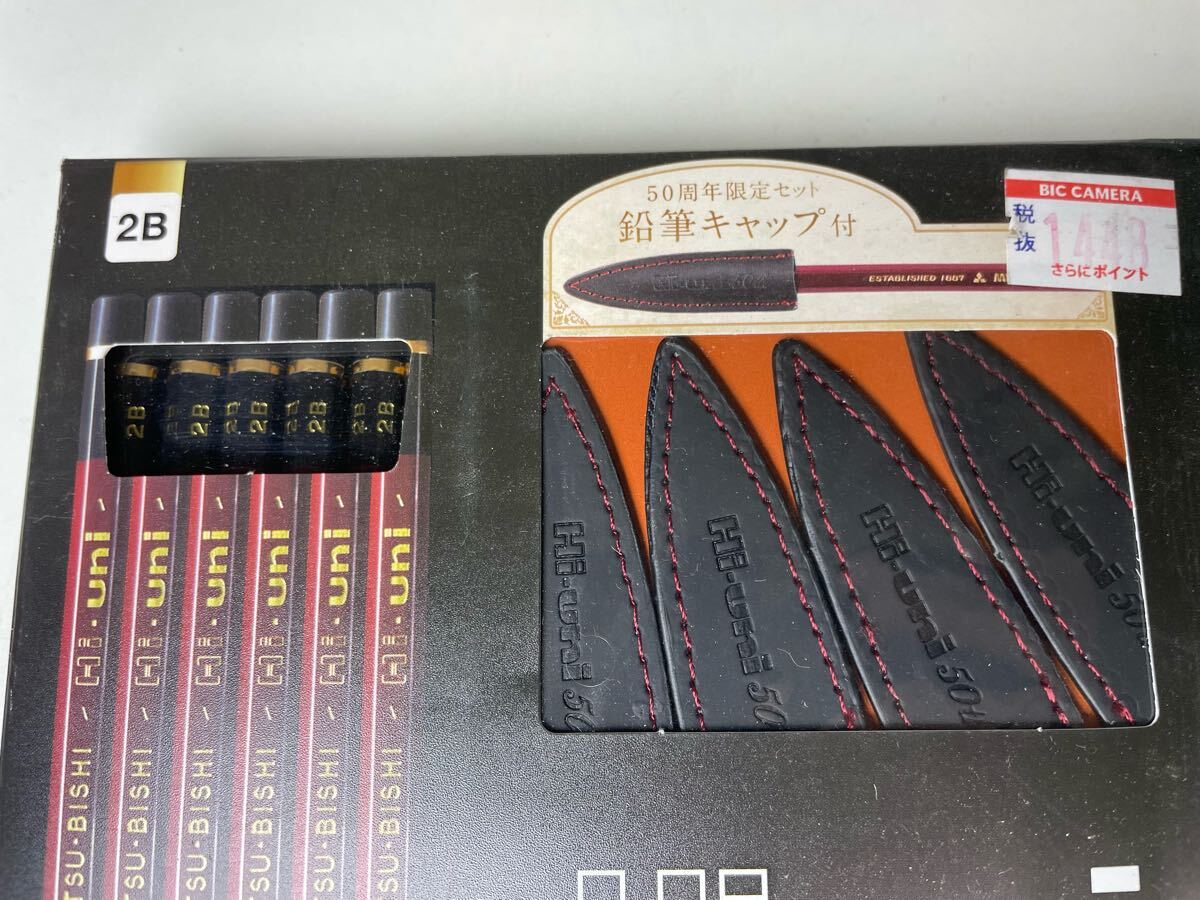 2B
50周年限定セット
鉛筆キャップ付
ESTABLISHED 1887
BIC CAMERA
税抜
1448
さらにポイント
2B
2B
2B
2B
2B
Hi-uni
Hi-uni
Hi-uni
Hi-uni
Hi-uni
Hi-uni
TSU-BISHI
TSU-BISHI
TSU-BISHI
TSU-BISHI
TSU-BISHI
TSU-BISHI
Hi-uni 50
Hi-uni 50
Hi-uni 50th
Hi-uni 50